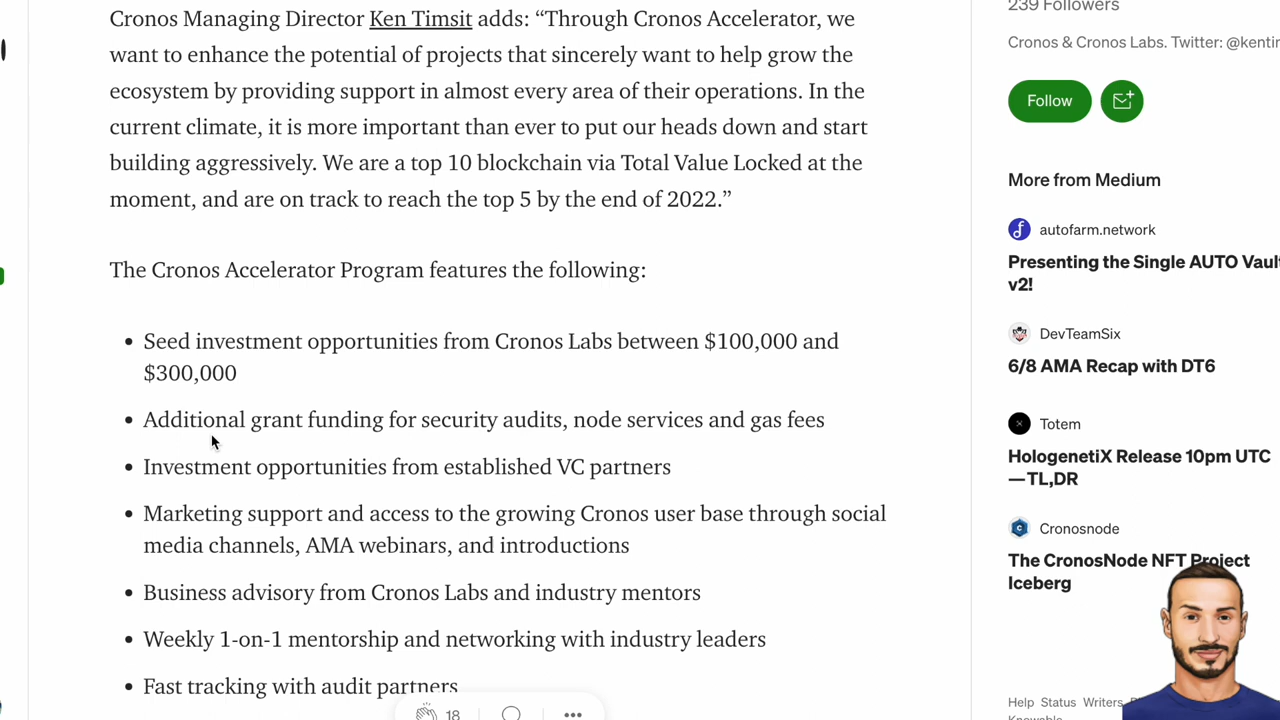 Cronos Managing Director Ken Timsit adds: “Through Cronos Accelerator, we
want to enhance the potential of projects that sincerely want to help grow the
ecosystem by providing support in almost every area of their operations. In the
current climate, it is more important than ever to put our heads down and start
building aggressively. We are a top 10 blockchain via Total Value Locked at the
moment, and are on track to reach the top 5 by the end of 2022.”
The Cronos Accelerator Program features the following:
• Seed investment opportunities from Cronos Labs between $100,000 and
$300,000
• Additional grant funding for security audits, node services and gas fees
• Investment opportunities from established VC partners
• Marketing support and access to the growing Cronos user base through social
media channels, AMA webinars, and introductions
• Business advisory from Cronos Labs and industry mentors
• Weekly 1-on-1 mentorship and networking with industry leaders
• Fast tracking with audit partners
18
239 Followers
Cronos & Cronos Labs. Twitter: @kentim
Follow
More from Medium
autofarm.network
Presenting the Single AUTO Vault
v2!
DevTeamSix
6/8 AMA Recap with DT6
Totem
HologenetiX Release 10pm UTC
—TL,DR
Cronosnode
The CronosNode NFT Project
Iceberg
Help Status Writers
Knowable